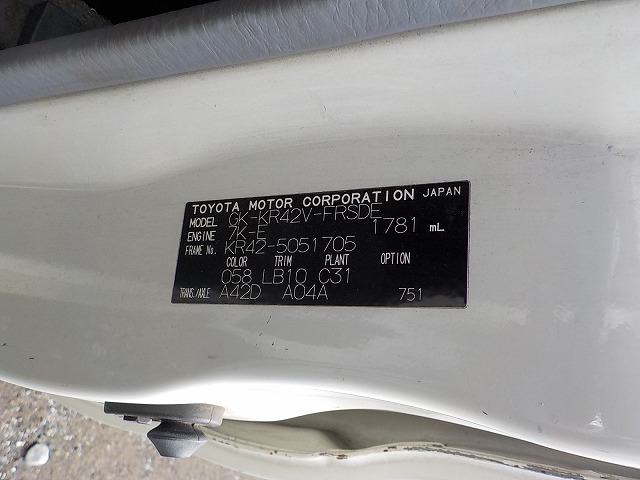 TOYOTA MOTOR CORPORATION JAPAN
MODEL GK-KR42V-FRSDE
ENGINE 7K-E 1781 mL
FRAME No. KR42-5051705
COLOR TRIM PLANT OPTION
058 LB10 C31
TRANS./AXLE A42D A04A 751